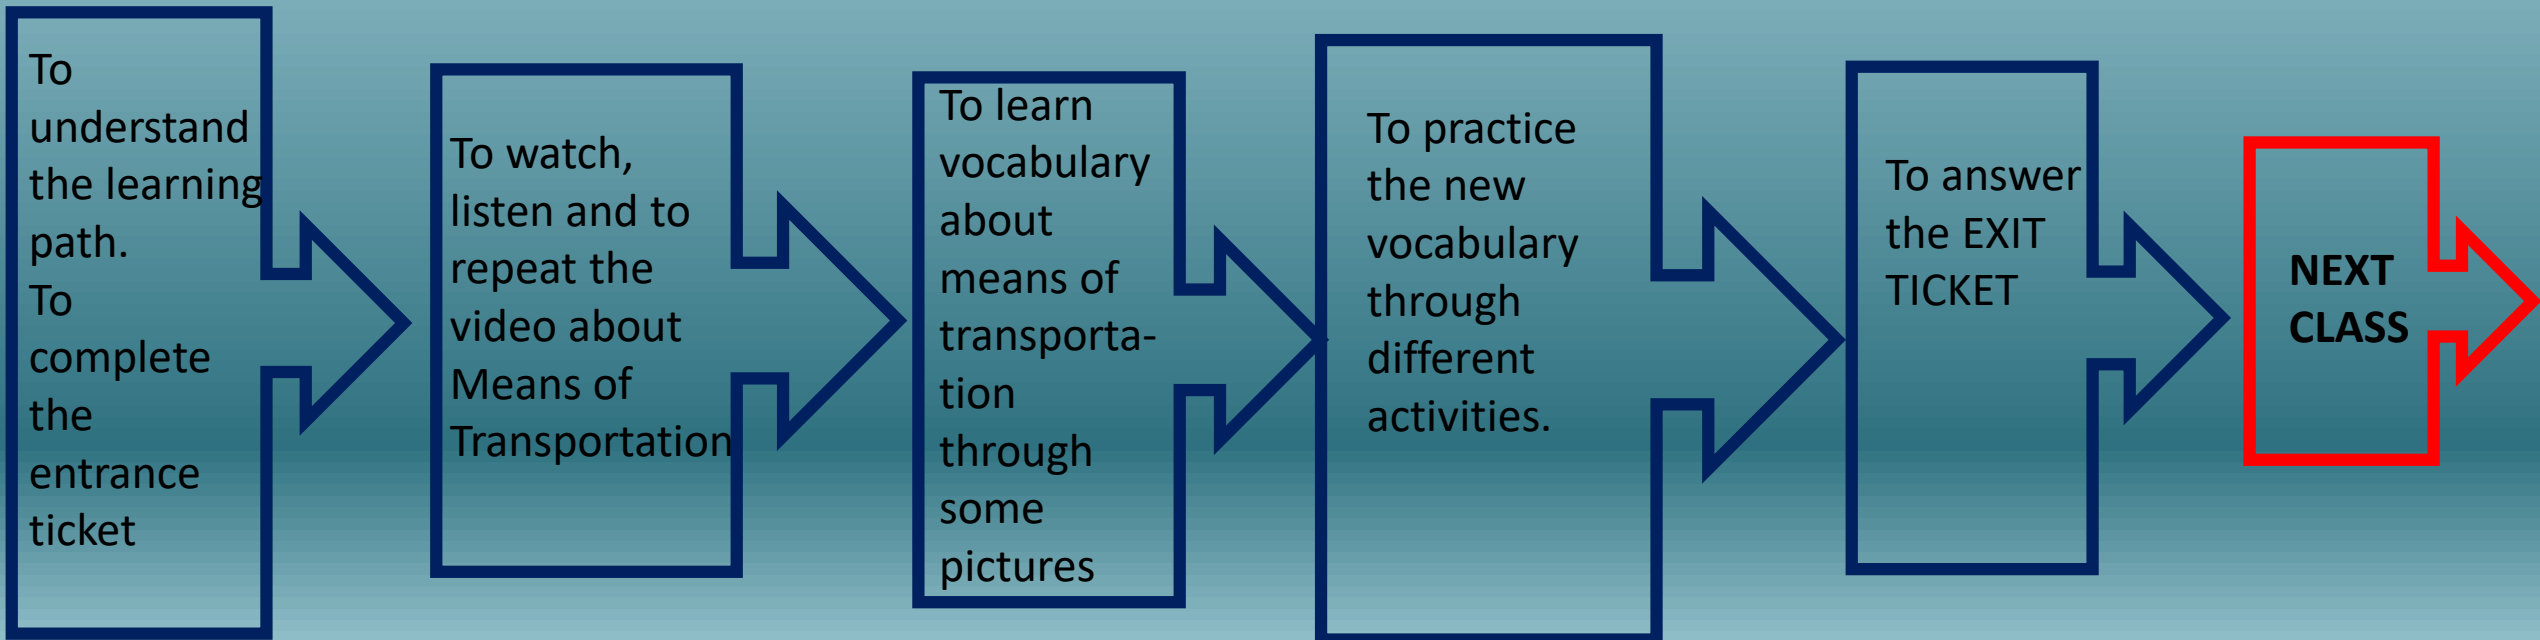 To
understand
the learning
path.
To
complete
the
entrance
ticket
To watch,
listen and to
repeat the
video about
Means of
Transportation
To learn
vocabulary
about
means of
transporta-
tion
through
some
pictures
To practice
the new
vocabulary
through
different
activities.
To answer
the EXIT
TICKET
NEXT
CLASS